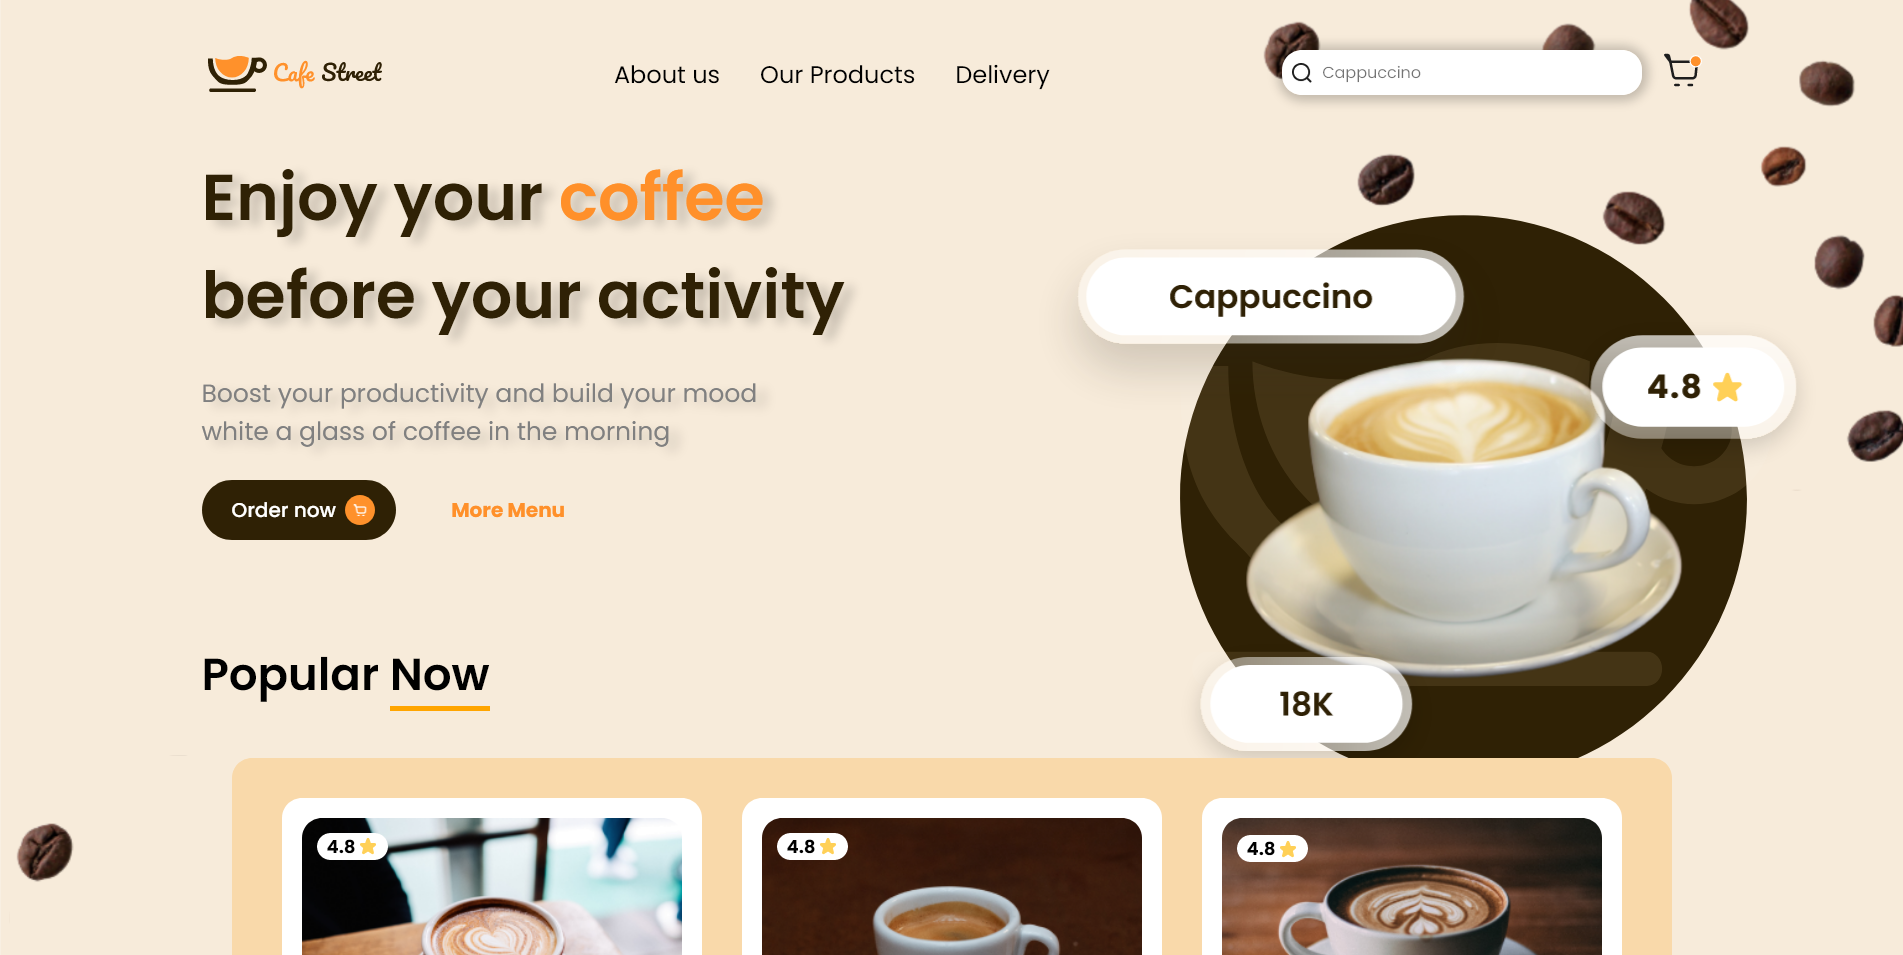 Cafe Street
About us
Our Products
Delivery
Cappuccino
Enjoy your coffee
before your activity
Boost your productivity and build your mood
white a glass of coffee in the morning
Order now
More Menu
Cappuccino
4.8
18K
Popular Now
4.8
4.8
4.8